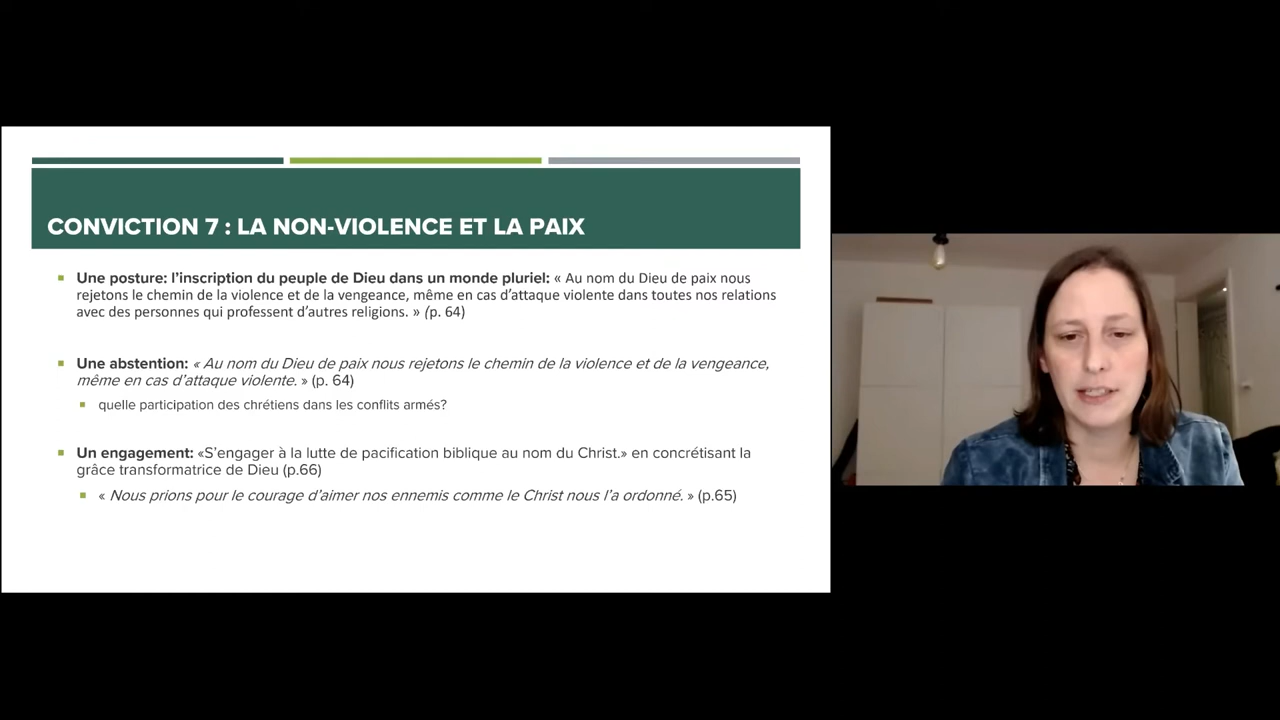 CONVICTION 7 : LA NON-VIOLENCE ET LA PAIX
Une posture: l'inscription du peuple de Dieu dans un monde pluriel: « Au nom du Dieu de paix nous
rejetons le chemin de la violence et de la vengeance, même en cas d'attaque violente dans toutes nos relations
avec des personnes qui professent d'autres religions. » (p. 64)
Une abstention: « Au nom du Dieu de paix nous rejetons le chemin de la violence et de la vengeance,
même en cas d'attaque violente. » (p. 64)
quelle participation des chrétiens dans les conflits armés?
Un engagement: «S'engager à la lutte de pacification biblique au nom du Christ.» en concrétisant la
grâce transformatrice de Dieu (p.66)
« Nous prions pour le courage d'aimer nos ennemis comme le Christ nous l'a ordonné. » (p.65)